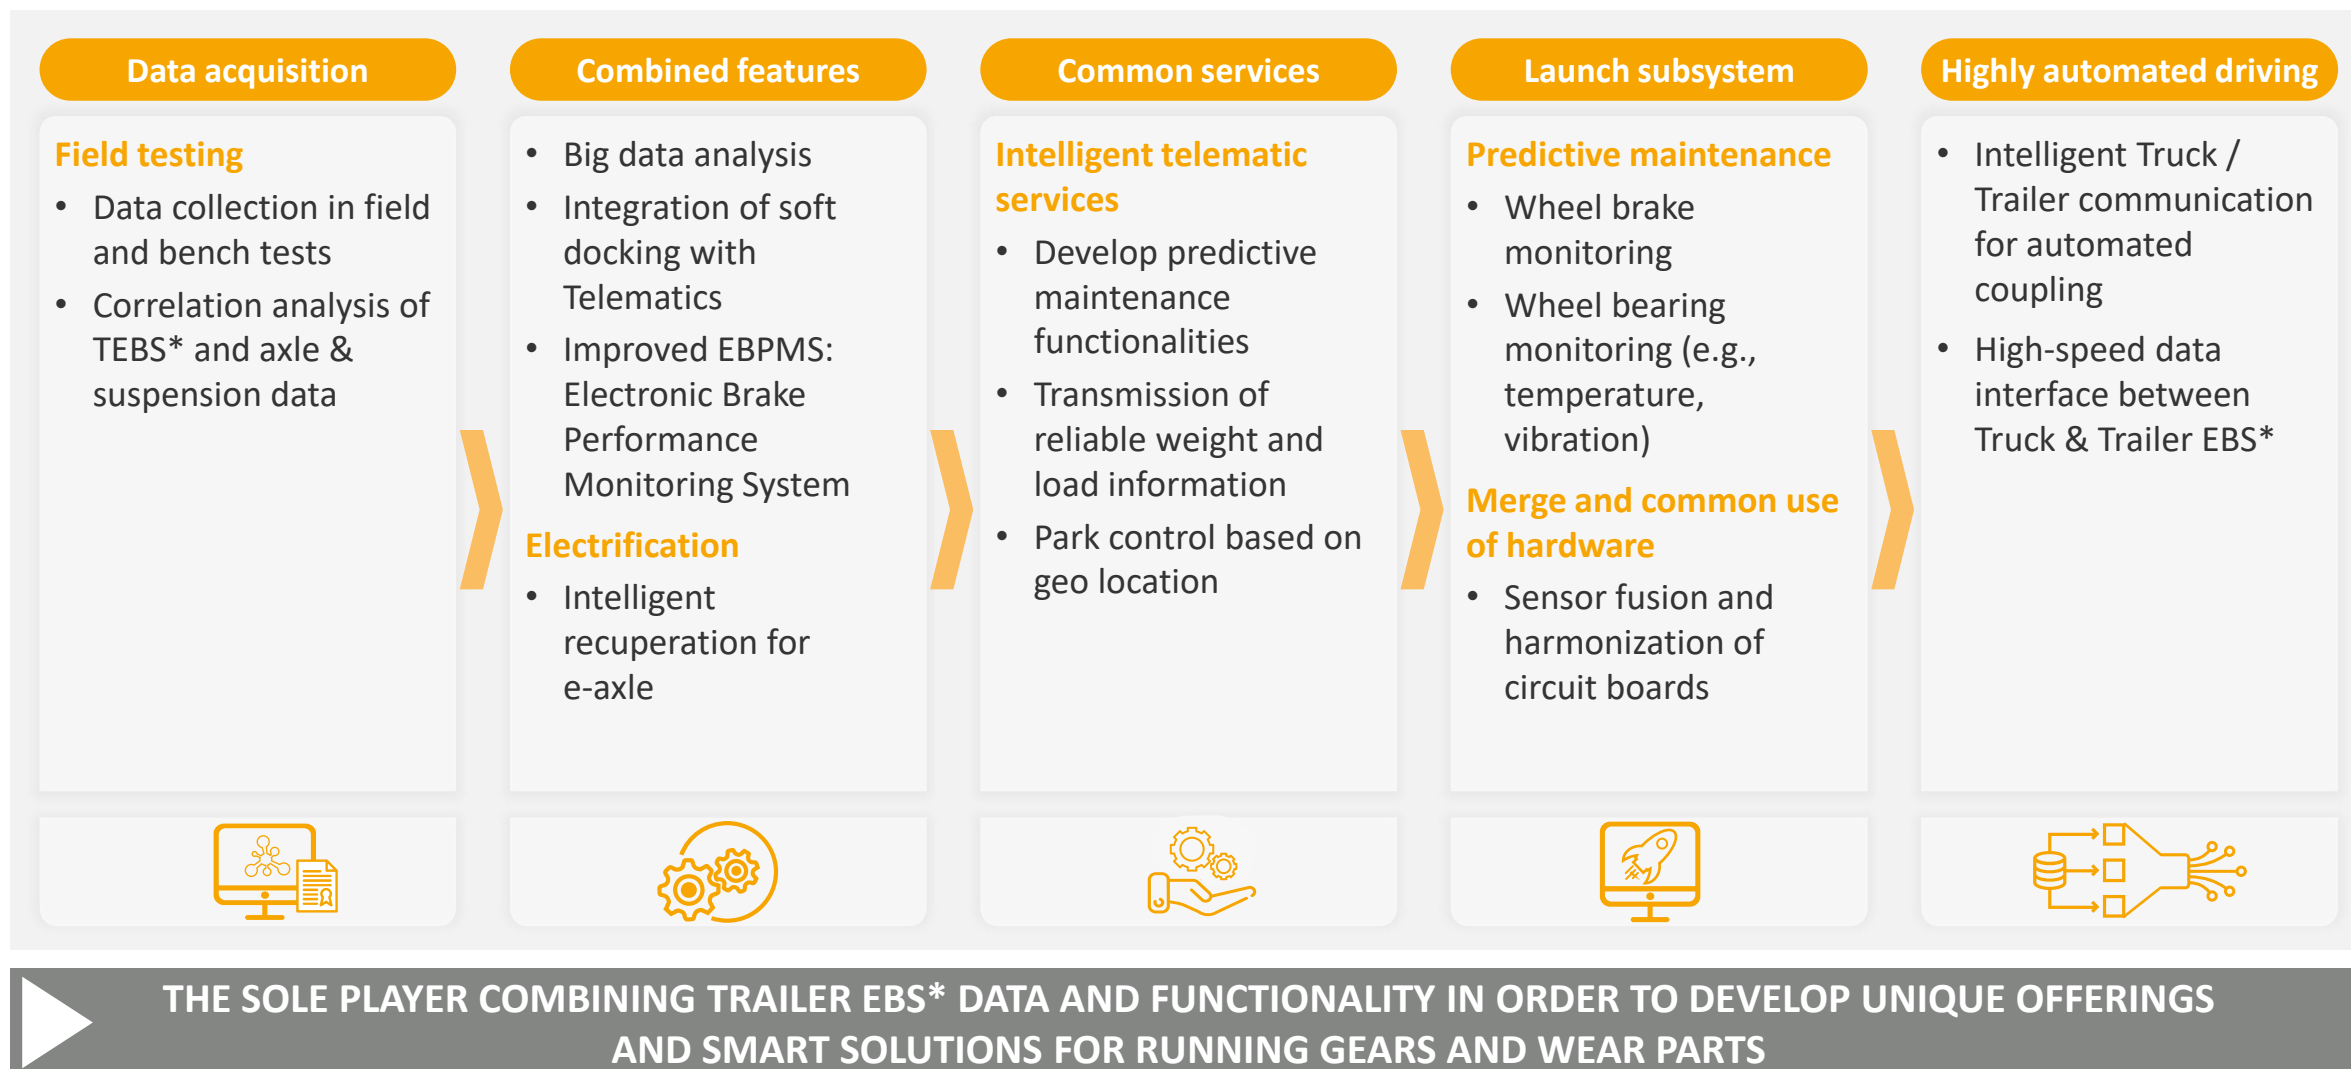 Data acquisition
Field testing
• Data collection in field
and bench tests
• Correlation analysis of
TEBS* and axle &
suspension data
Combined features
• Big data analysis
• Integration of soft
docking with
Telematics
• Improved EBPMS:
Electronic Brake
Performance
Monitoring System
Electrification
• Intelligent
recuperation for
e-axle
Common services
Intelligent telematic
services
• Develop predictive
maintenance
functionalities
• Transmission of
reliable weight and
load information
• Park control based on
geo location
Launch subsystem
Predictive maintenance
• Wheel brake
monitoring
• Wheel bearing
monitoring (e.g.,
temperature,
vibration)
Merge and common use
of hardware
• Sensor fusion and
harmonization of
circuit boards
Highly automated driving
• Intelligent Truck /
Trailer communication
for automated
coupling
• High-speed data
interface between
Truck & Trailer EBS*
THE SOLE PLAYER COMBINING TRAILER EBS* DATA AND FUNCTIONALITY IN ORDER TO DEVELOP UNIQUE OFFERINGS
AND SMART SOLUTIONS FOR RUNNING GEARS AND WEAR PARTS